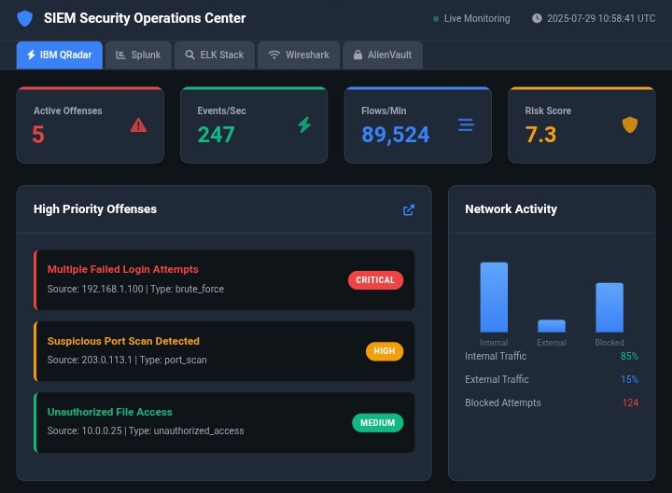 SIEM Security Operations Center
Live Monitoring
2025-07-29 10:58:41 UTC
IBM QRadar
Splunk
ELK Stack
Wireshark
AlienVault
Active Offenses
5
Events/Sec
247
Flows/Min
89,524
Risk Score
7.3
High Priority Offenses
Multiple Failed Login Attempts
Source: 192.168.1.100 | Type: brute_force
CRITICAL
Suspicious Port Scan Detected
Source: 203.0.113.1 | Type: port_scan
HIGH
Unauthorized File Access
Source: 10.0.0.25 | Type: unauthorized_access
MEDIUM
Network Activity
Internal
External
Blocked
Internal Traffic 85%
External Traffic 15%
Blocked Attempts 124